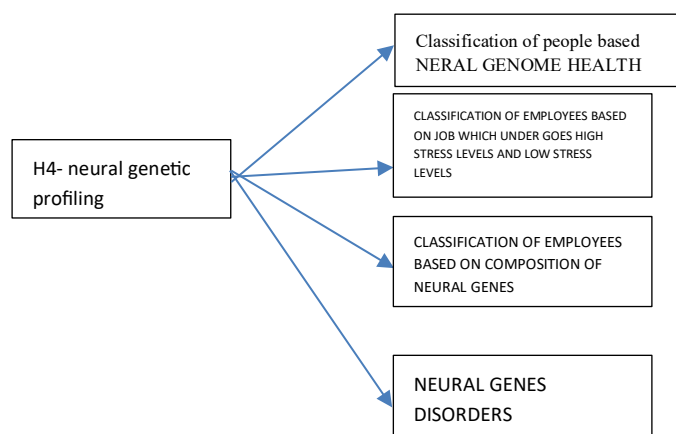 Classification of people based
NERAL GENOME HEALTH
CLASSIFICATION OF EMPLOYEES BASED
ON JOB WHICH UNDER GOES HIGH
STRESS LEVELS AND LOW STRESS
LEVELS
H4- neural genetic
profiling
CLASSIFICATION OF EMPLOYEES
BASED ON COMPOSITION OF
NEURAL GENES
NEURAL GENES
DISORDERS